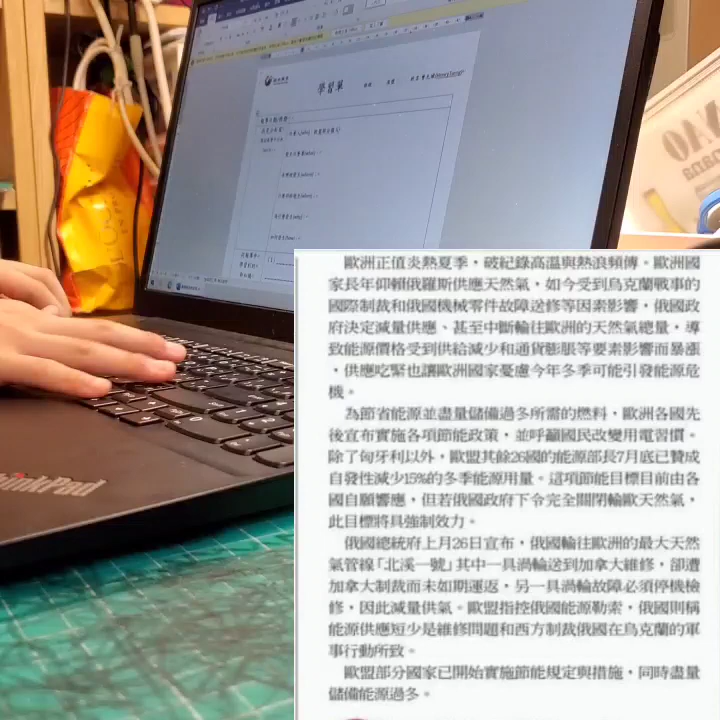 學習單
歐洲正值炎熱夏季，破紀錄高溫與熱浪頻傳。歐洲國
家長年仰賴俄羅斯供應天然氣，如今受到烏克蘭戰事的
國際制裁和俄國機械零件故障送修等因素影響，俄國政
府決定減量供應、甚至中斷輸往歐洲的天然氣總量，導
致能源價格受到供給減少和通貨膨脹等要素影響而暴漲
，供應吃緊也讓歐洲國家憂慮今年冬季可能引發能源危
機。
為節省能源並盡量儲備過冬所需的燃料，歐洲各國先
後宣布實施各項節能政策，並呼籲國民改變用電習慣。
除了匈牙利以外，歐盟其餘26國的能源部長7月底已贊成
自發性減少15%的冬季能源用量。這項節能目標目前由各
國自願響應，但若俄國政府下令完全關閉輸歐天然氣，
此目標將具強制效力。
俄國總統府上月26日宣布，俄國輸往歐洲的最大天然
氣管線「北溪一號」其中一具渦輪送到加拿大維修，卻遭
加拿大制裁而未如期運返，另一具渦輪故障必須停機檢
修，因此減量供氣。歐盟指控俄國能源勒索，俄國則稱
能源供應短少是維修問題和西方制裁俄國在烏克蘭的軍
事行動所致。
歐盟部分國家已開始實施節能規定與措施，同時盡量
儲備能源過冬。
ThinkPad